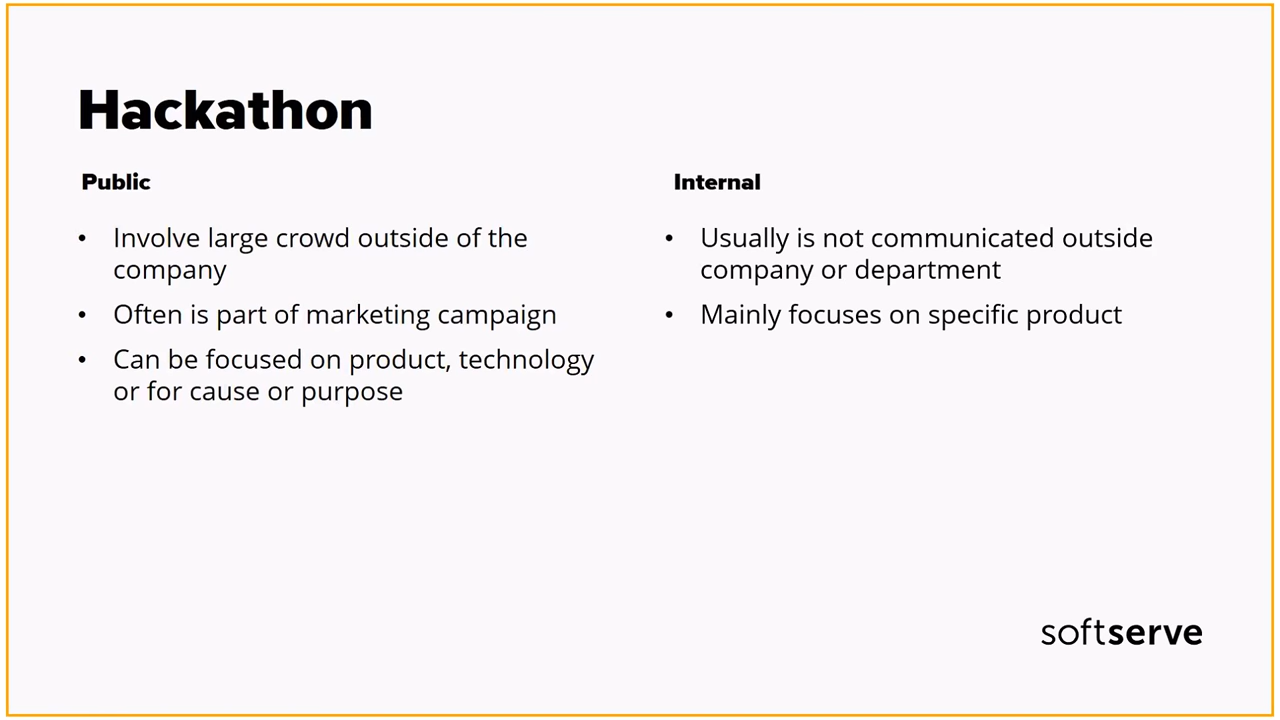 Hackathon
Public
• Involve large crowd outside of the
company
• Often is part of marketing campaign
• Can be focused on product, technology
or for cause or purpose
Internal
• Usually is not communicated outside
company or department
• Mainly focuses on specific product
softserve